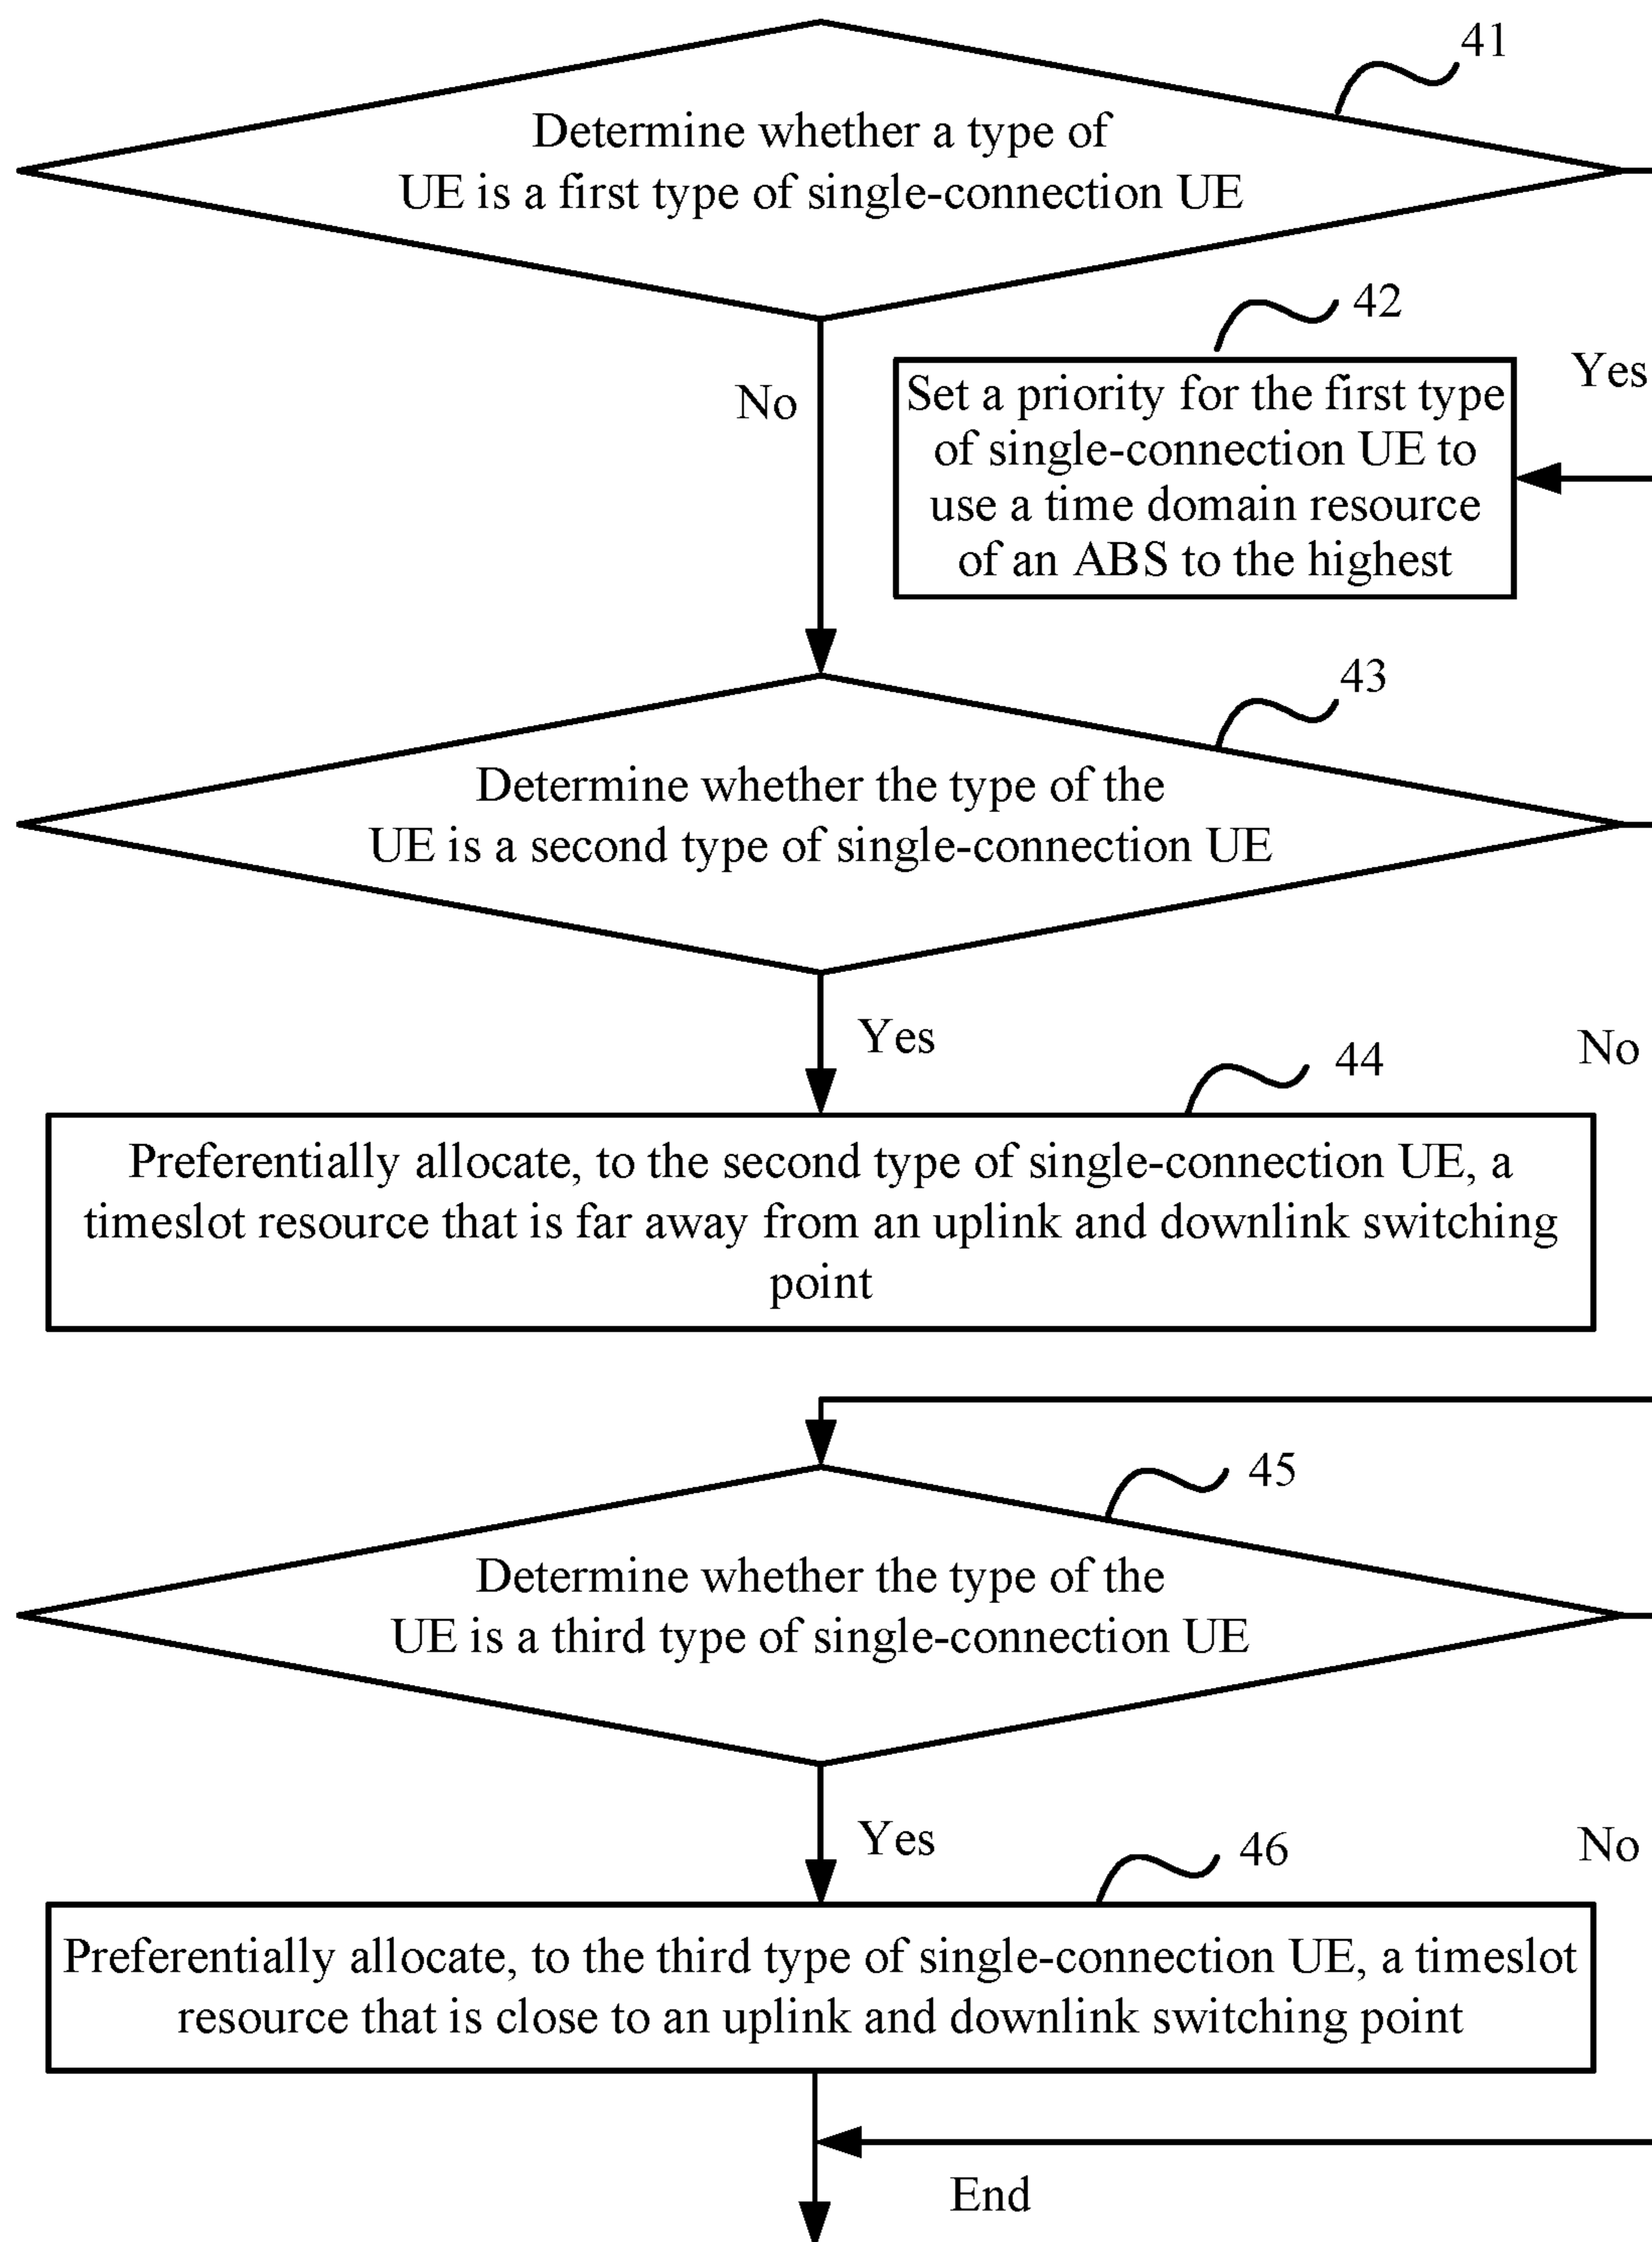 41
Determine whether a type of
UE is a first type of single-connection UE
42
No
Yes
Set a priority for the first type
of single-connection UE to
use a time domain resource
of an ABS to the highest
43
Determine whether the type of the
UE is a second type of single-connection UE
Yes
No
44
Preferentially allocate, to the second type of single-connection UE, a
timeslot resource that is far away from an uplink and downlink switching
point
45
Determine whether the type of the
UE is a third type of single-connection UE
Yes
No
46
Preferentially allocate, to the third type of single-connection UE, a timeslot
resource that is close to an uplink and downlink switching point
End